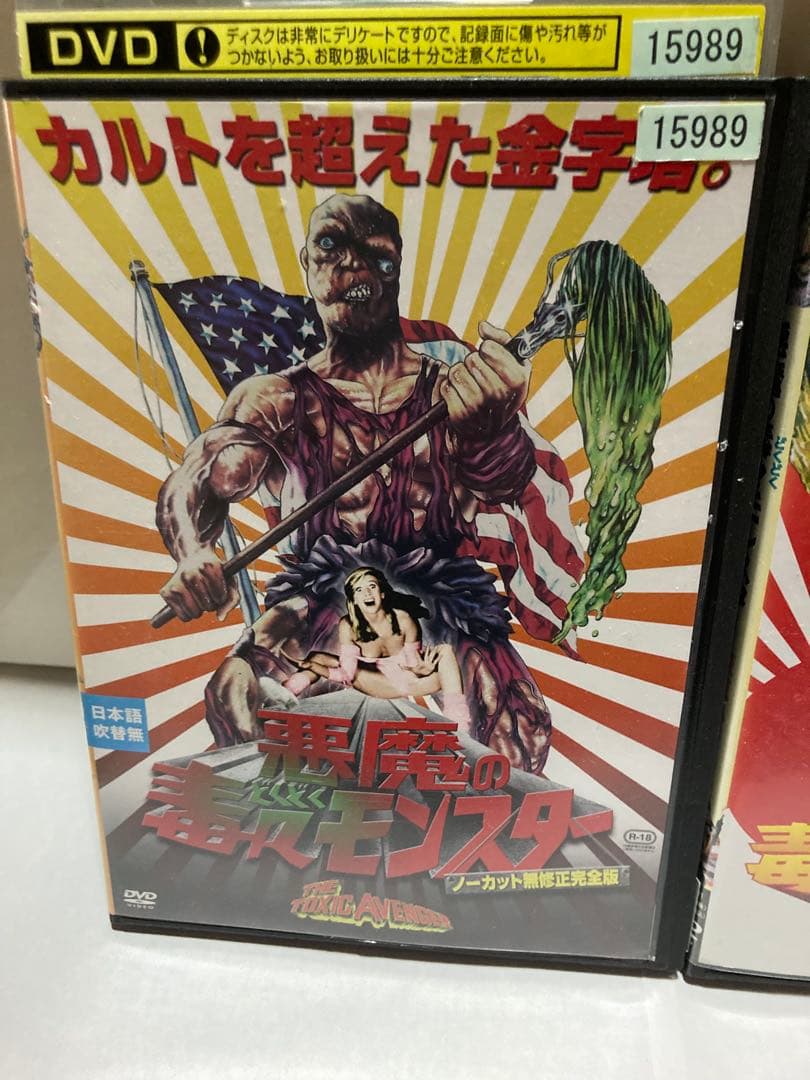 DVD
ディスクは非常にデリケートですので、記録面に傷や汚れ等が
つかないよう、お取り扱いには十分ご注意ください。
15989
15989
カルトを超えた金字塔。
日本語
吹替無
悪魔の
どくどく
毒々モンスター
R-18
ノーカット無修正完全版
DVD
VIDEO
THE
TOXIC AVENGER
毒